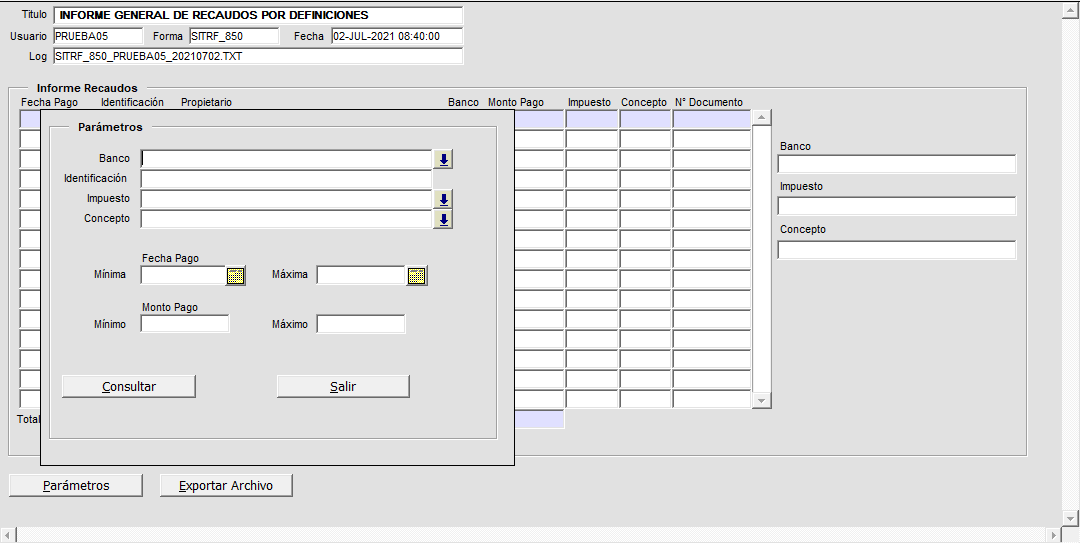 Titulo INFORME GENERAL DE RECAUDOS POR DEFINICIONES
Usuario PRUEBA05 Forma SITRF_850 Fecha 02-JUL-2021 08:40:00
Log SITRF_850_PRUEBA05_20210702.TXT
Informe Recaudos
Fecha Pago Identificación Propietario Banco Monto Pago Impuesto Concepto N° Documento
Parámetros
Banco
Identificación
Impuesto
Concepto
Fecha Pago
Mínima Máxima
Monto Pago
Mínimo Máximo
Consultar Salir
Total
Banco
Impuesto
Concepto
Parámetros Exportar Archivo